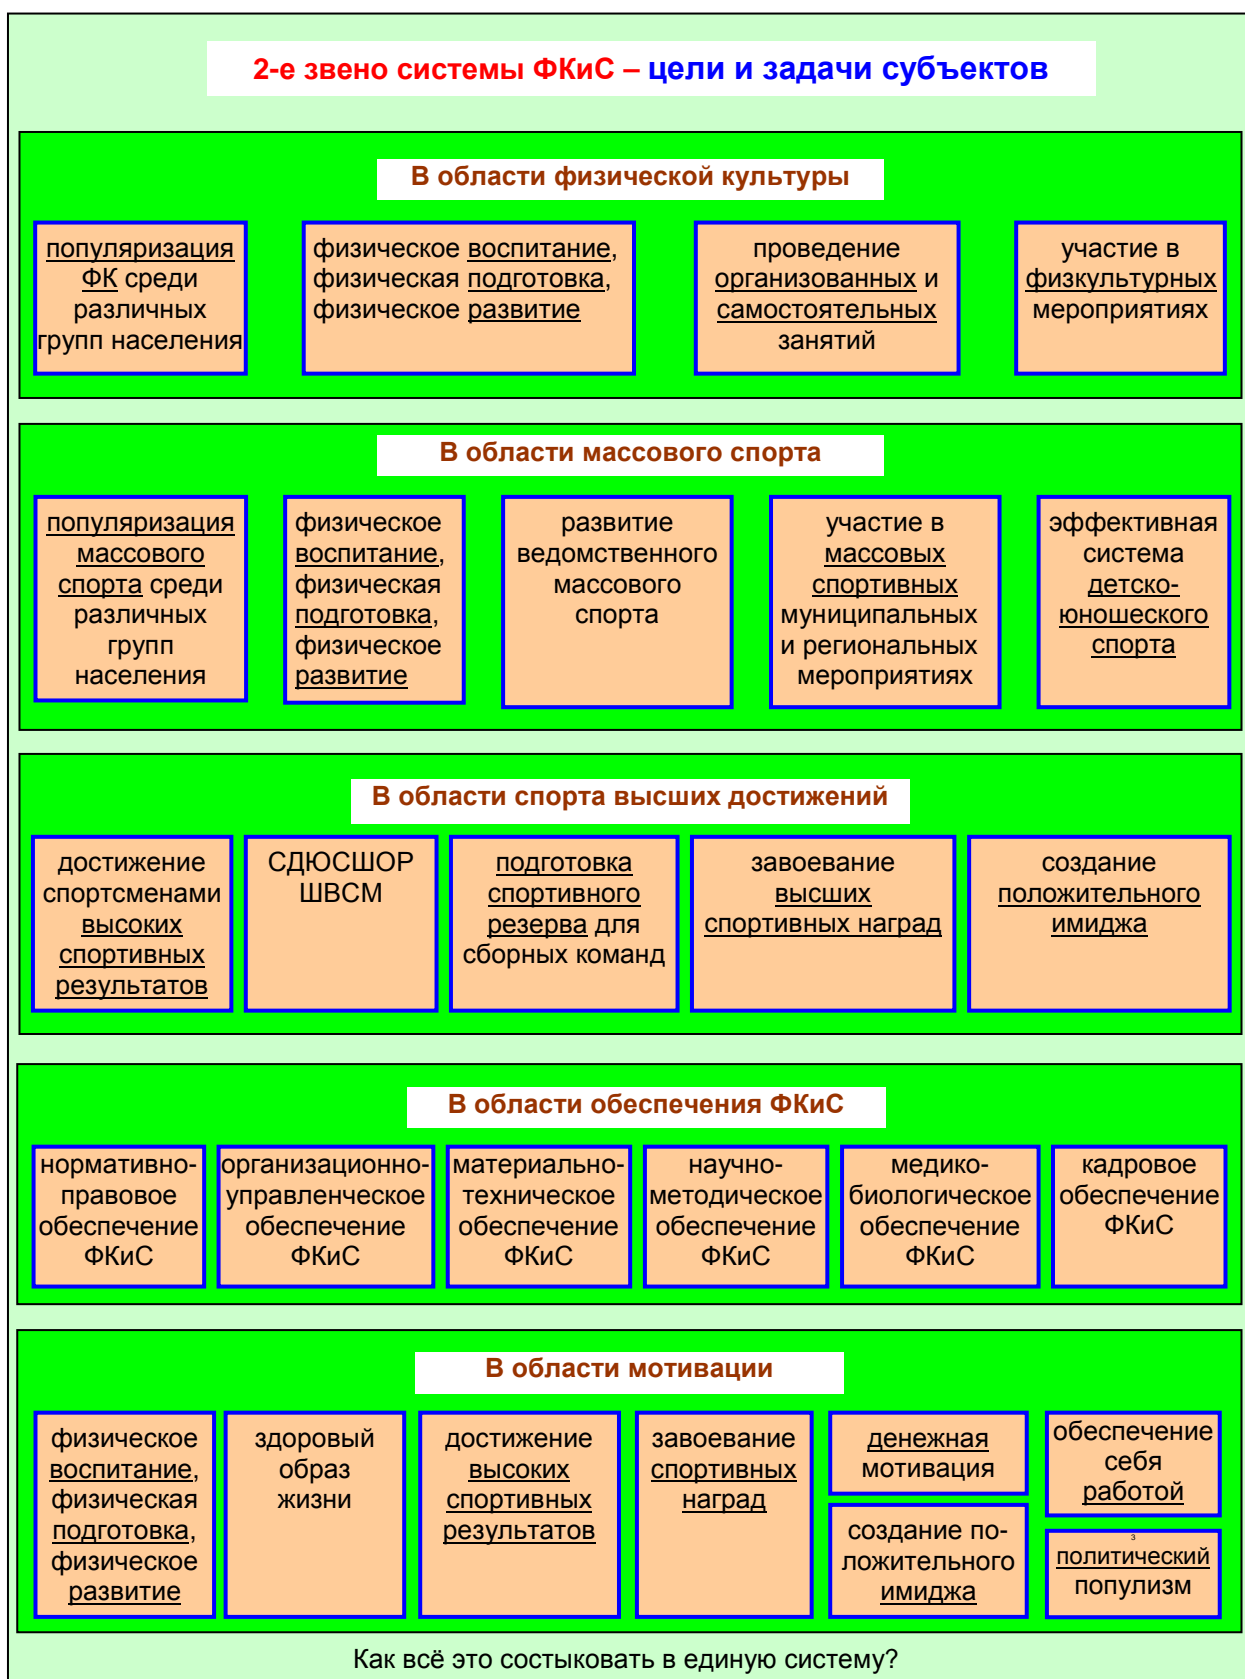 2-е звено системы ФКиС – цели и задачи субъектов
В области физической культуры
популяризация
ФК среди
различных
групп населения
физическое воспитание,
физическая подготовка,
физическое развитие
проведение
организованных и
самостоятельных
занятий
участие в
физкультурных
мероприятиях
В области массового спорта
популяризация
массового
спорта среди
различных
групп
населения
физическое
воспитание,
физическая
подготовка,
физическое
развитие
развитие
ведомственного
массового
спорта
участие в
массовых
спортивных
муниципальных
и региональных
мероприятиях
эффективная
система
детско-
юношеского
спорта
В области спорта высших достижений
достижение
спортсменами
высоких
спортивных
результатов
СДЮСШОР
ШВСМ
подготовка
спортивного
резерва для
сборных команд
завоевание
высших
спортивных наград
создание
положительного
имиджа
В области обеспечения ФКиС
нормативно-
правовое
обеспечение
ФКиС
организационно-
управленческое
обеспечение
ФКиС
материально-
техническое
обеспечение
ФКиС
научно-
методическое
обеспечение
ФКиС
медико-
биологическое
обеспечение
ФКиС
кадровое
обеспечение
ФКиС
В области мотивации
физическое
воспитание,
физическая
подготовка,
физическое
развитие
здоровый
образ
жизни
достижение
высоких
спортивных
результатов
завоевание
спортивных
наград
денежная
мотивация
создание по-
ложительного
имиджа
обеспечение
себя
работой
з
политический
популизм
Как всё это состыковать в единую систему?